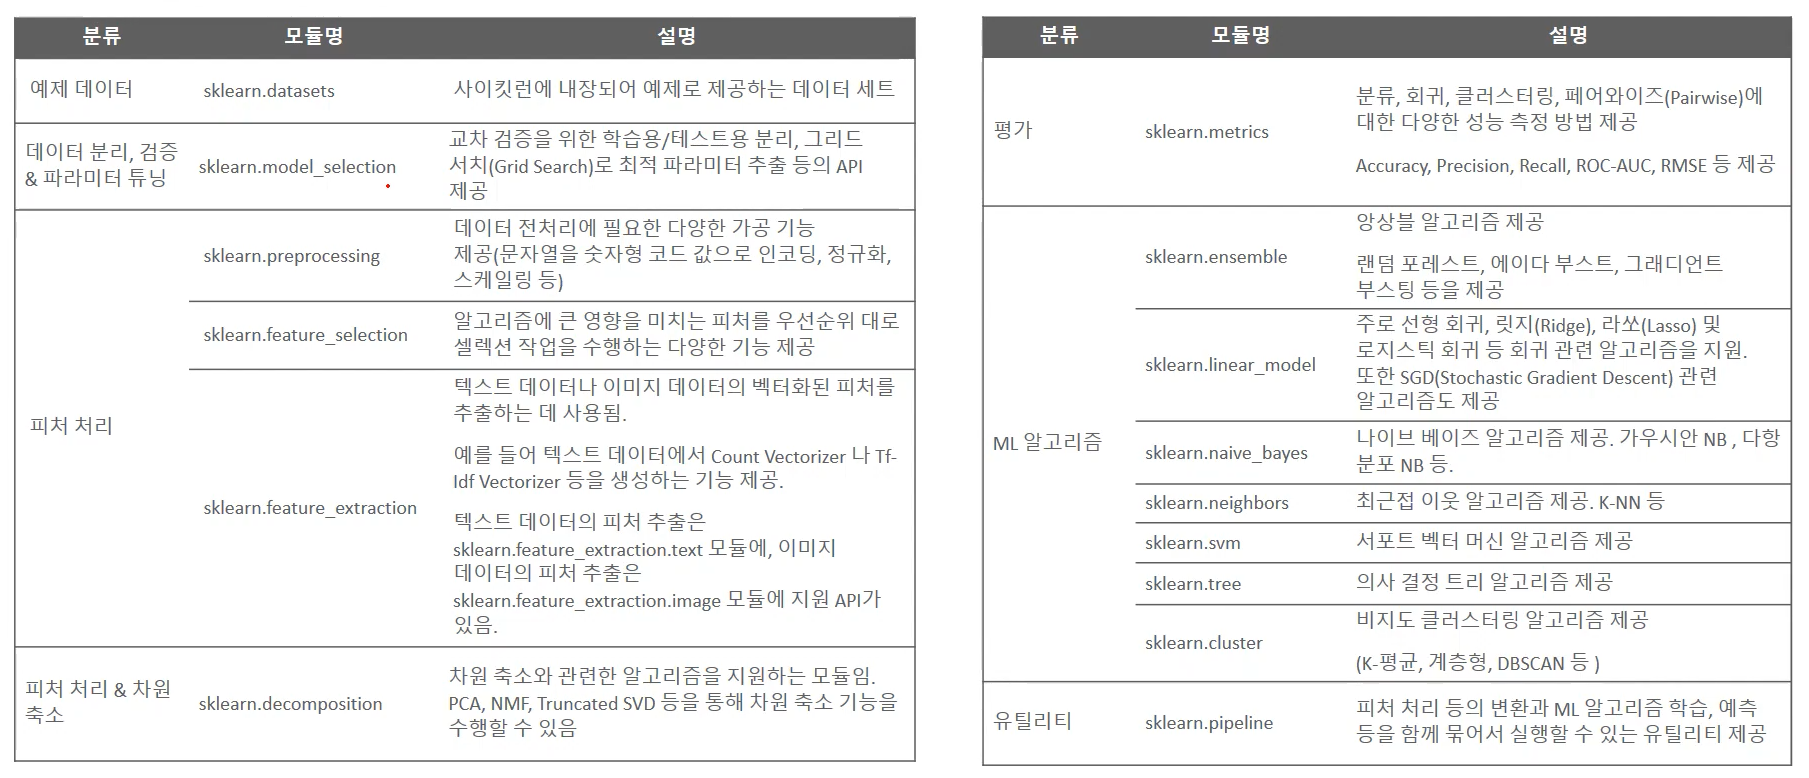 분류 모듈명 설명
예제 데이터 sklearn.datasets 사이킷런에 내장되어 예제로 제공하는 데이터 세트
데이터 분리, 검증
& 파라미터 튜닝
sklearn.model_selection
교차 검증을 위한 학습용/테스트용 분리, 그리드
서치(Grid Search)로 최적 파라미터 추출 등의 API
제공
피처 처리
sklearn.preprocessing
데이터 전처리에 필요한 다양한 가공 기능
제공(문자열을 숫자형 코드 값으로 인코딩, 정규화,
스케일링 등)
sklearn.feature_selection
알고리즘에 큰 영향을 미치는 피처를 우선순위 대로
셀렉션 작업을 수행하는 다양한 기능 제공
sklearn.feature_extraction
텍스트 데이터나 이미지 데이터의 벡터화된 피처를
추출하는 데 사용됨.
예를 들어 텍스트 데이터에서 Count Vectorizer 나 Tf-
Idf Vectorizer 등을 생성하는 기능 제공.
텍스트 데이터의 피처 추출은
sklearn.feature_extraction.text 모듈에, 이미지
데이터의 피처 추출은
sklearn.feature_extraction.image 모듈에 지원 API가
있음.
피처 처리 & 차원
축소
sklearn.decomposition
차원 축소와 관련한 알고리즘을 지원하는 모듈임.
PCA, NMF, Truncated SVD 등을 통해 차원 축소 기능을
수행할 수 있음
분류 모듈명 설명
평가
sklearn.metrics
분류, 회귀, 클러스터링, 페어와이즈(Pairwise)에
대한 다양한 성능 측정 방법 제공
Accuracy, Precision, Recall, ROC-AUC, RMSE 등 제공
ML 알고리즘
sklearn.ensemble
앙상블 알고리즘 제공
랜덤 포레스트, 에이다 부스트, 그래디언트
부스팅 등을 제공
sklearn.linear_model
주로 선형 회귀, 릿지(Ridge), 라쏘(Lasso) 및
로지스틱 회귀 등 회귀 관련 알고리즘을 지원.
또한 SGD(Stochastic Gradient Descent) 관련
알고리즘도 제공
sklearn.naive_bayes
나이브 베이즈 알고리즘 제공. 가우시안 NB , 다항
분포 NB 등.
sklearn.neighbors 최근접 이웃 알고리즘 제공. K-NN 등
sklearn.svm 서포트 벡터 머신 알고리즘 제공
sklearn.tree 의사 결정 트리 알고리즘 제공
sklearn.cluster
비지도 클러스터링 알고리즘 제공
(K-평균, 계층형, DBSCAN 등 )
유틸리티
sklearn.pipeline
피처 처리 등의 변환과 ML 알고리즘 학습, 예측
등을 함께 묶어서 실행할 수 있는 유틸리티 제공